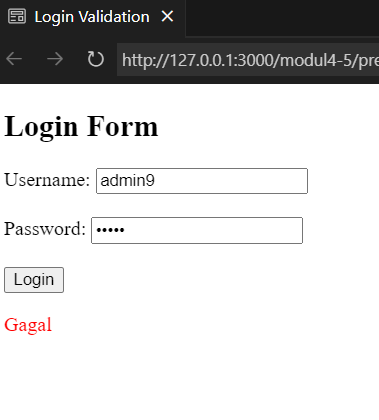 Login Validation
http://127.0.0.1:3000/modul4-5/pre
Login Form
Username: admin9
Password: •••••
Login
Gagal